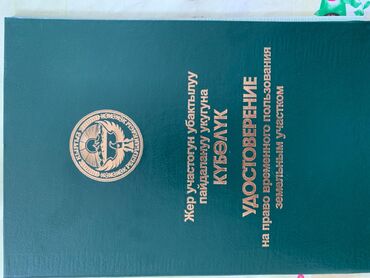 Жер участогун убактылуу
пайдалануу укугуна
КҮБӨЛҮК
УДОСТОВЕРЕНИЕ
на право временного пользования
земельным участком